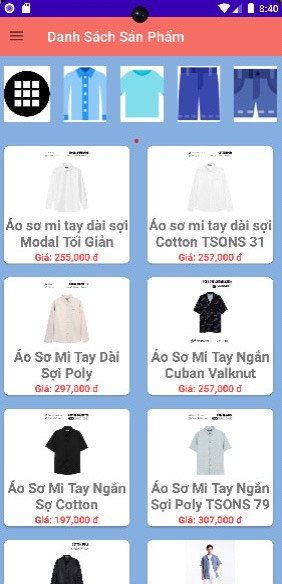 8:40
Danh Sách Sản Phẩm
Áo sơ mi tay dài sợi
Modal Tối Giản
Giá: 255,000 đ
Áo sơ mi tay dài sợi
Cotton TSONS 31
Giá: 257,000 đ
Áo Sơ Mi Tay Dài
Sợi Poly
Giá: 297,000 đ
Áo Sơ Mi Tay Ngắn
Cuban Valknut
Giá: 257,000 đ
Áo Sơ Mi Tay Ngắn
Sợ Cotton
Giá: 197,000 đ
Áo Sơ Mi Tay Ngắn
Sợi Poly TSONS 79
Giá: 307,000 đ